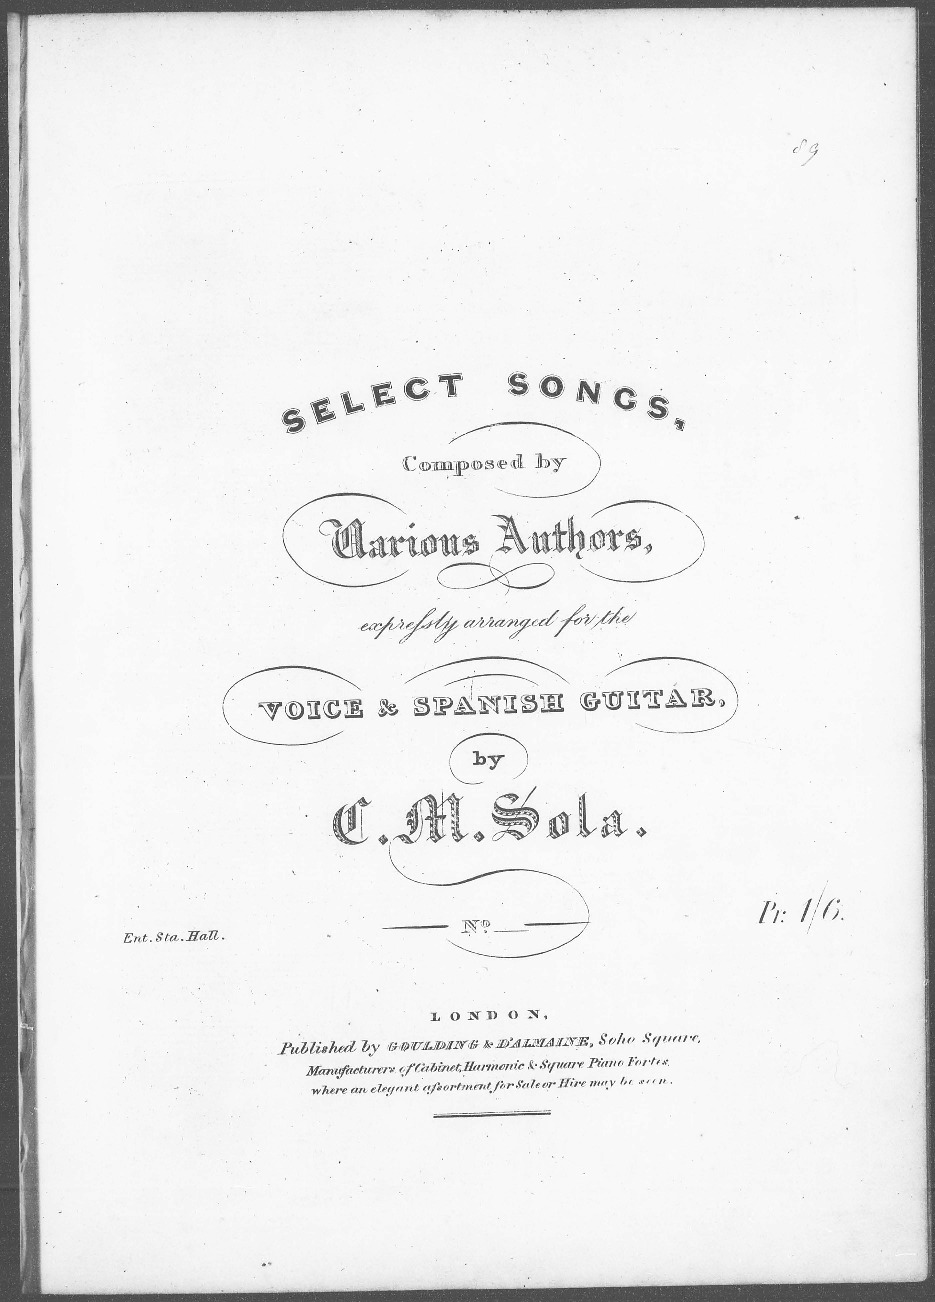 89
SELECT SONGS,
Composed by
Various Authors,
expreſsly arranged for the
VOICE & SPANISH GUITAR,
by
C. M. Sola.
Pr: 1/6.
Nº
Ent. Sta. Hall.
LONDON,
Published by GOULDING & D'ALMAINE, Soho Square,
Manufacturers of Cabinet, Harmonic & Square Piano Fortes,
where an elegant aſsortment for Sale or Hire may be seen.